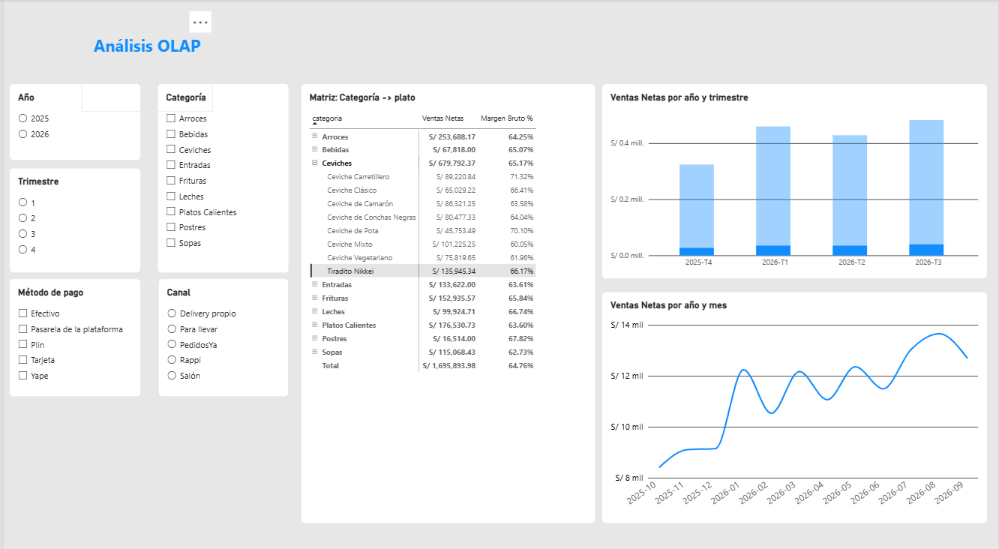 ...
Análisis OLAP
Año
2025
2026
Trimestre
1
2
3
4
Método de pago
Efectivo
Pasarela de la plataforma
Plin
Tarjeta
Yape
Categoría
Arroces
Bebidas
Ceviches
Entradas
Frituras
Leches
Platos Calientes
Postres
Sopas
Canal
Delivery propio
Para llevar
PedidosYa
Rappi
Salón
Matriz: Categoría -> plato
categoria Ventas Netas Margen Bruto %
Arroces S/ 253,688.17 64.25%
Bebidas S/ 67,818.00 65.07%
Ceviches S/ 679,792.37 65.17%
Ceviche Carretillero S/ 89,220.84 71.32%
Ceviche Clásico S/ 65,029.22 66.41%
Ceviche de Camarón S/ 86,321.25 63.58%
Ceviche de Conchas Negras S/ 80,477.33 64.04%
Ceviche de Pota S/ 45,753.49 70.10%
Ceviche Mixto S/ 101,225.25 60.05%
Ceviche Vegetariano S/ 75,819.65 61.96%
Tiradito Nikkei S/ 135,945.34 66.17%
Entradas S/ 133,622.00 63.61%
Frituras S/ 152,935.57 65.84%
Leches S/ 99,924.71 66.74%
Platos Calientes S/ 176,530.73 63.60%
Postres S/ 16,514.00 67.82%
Sopas S/ 115,068.43 62.73%
Total S/ 1,695,893.98 64.76%
Ventas Netas por año y trimestre
S/ 0.4 mill.
S/ 0.2 mill.
S/ 0.0 mill.
2025-T4 2026-T1 2026-T2 2026-T3
Ventas Netas por año y mes
S/ 14 mil
S/ 12 mil
S/ 10 mil
S/ 8 mil
2025-10 2025-11 2025-12 2026-01 2026-02 2026-03 2026-04 2026-05 2026-06 2026-07 2026-08 2026-09